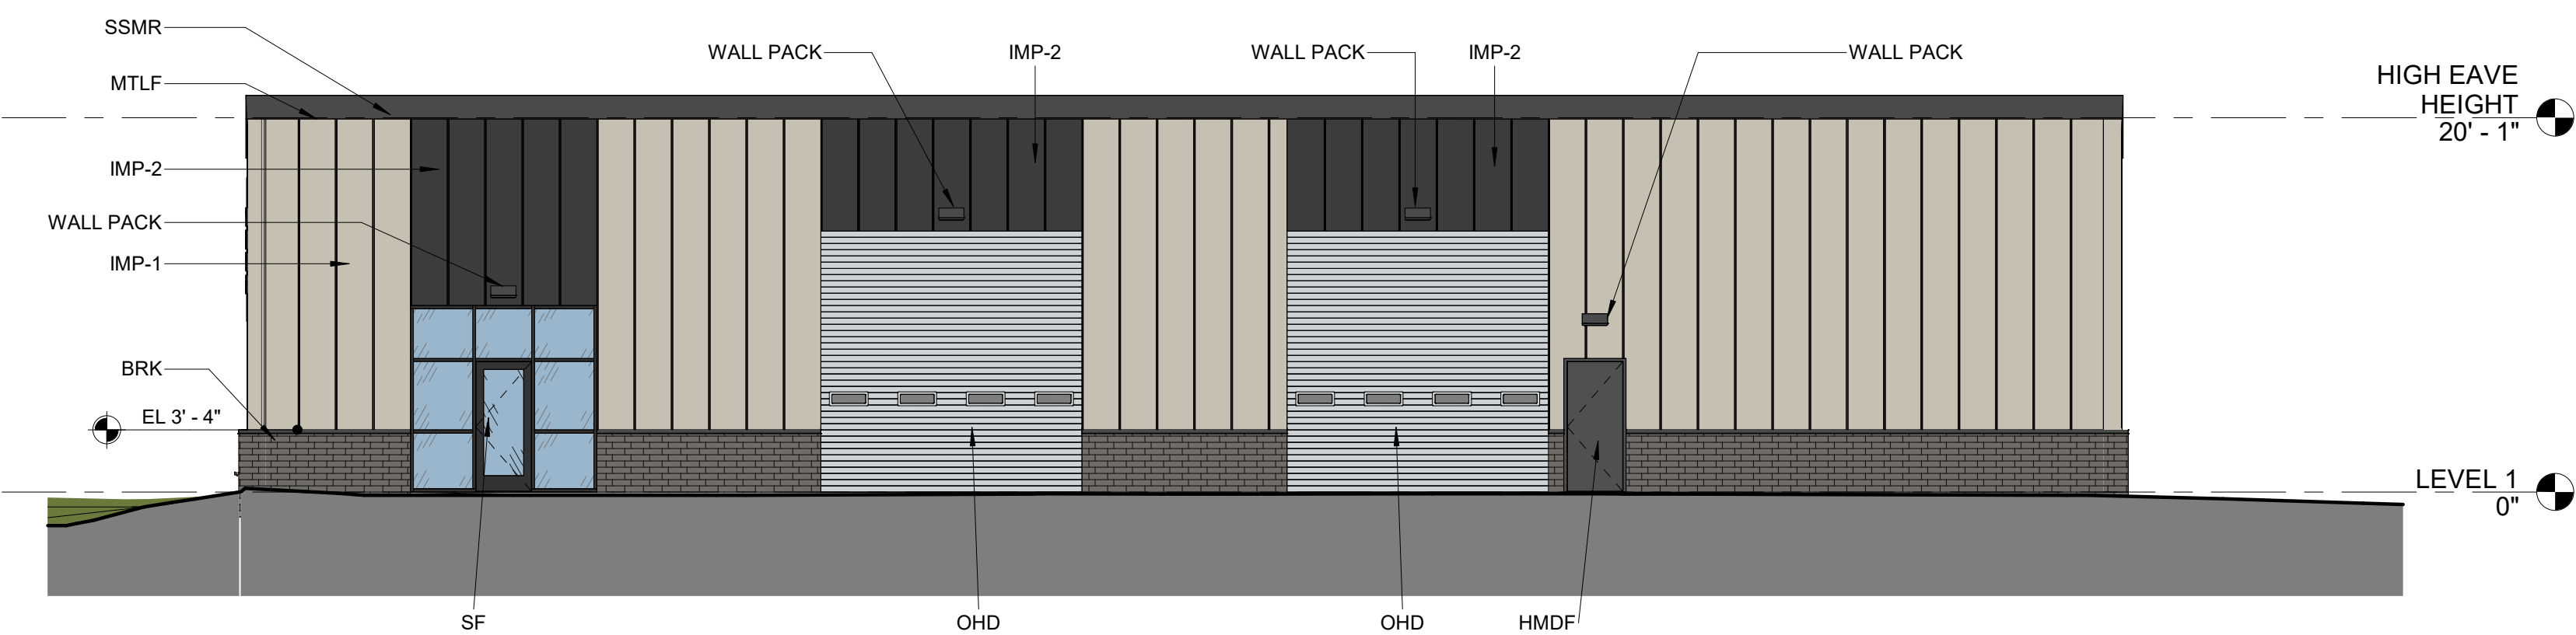 SSMR
WALL PACK
IMP-2
WALL PACK
IMP-2
WALL PACK
MTLF
HIGH EAVE
HEIGHT
20' - 1"
IMP-2
WALL PACK
IMP-1
BRK
EL 3' - 4"
LEVEL 1
0"
SF
OHD
OHD
HMDF